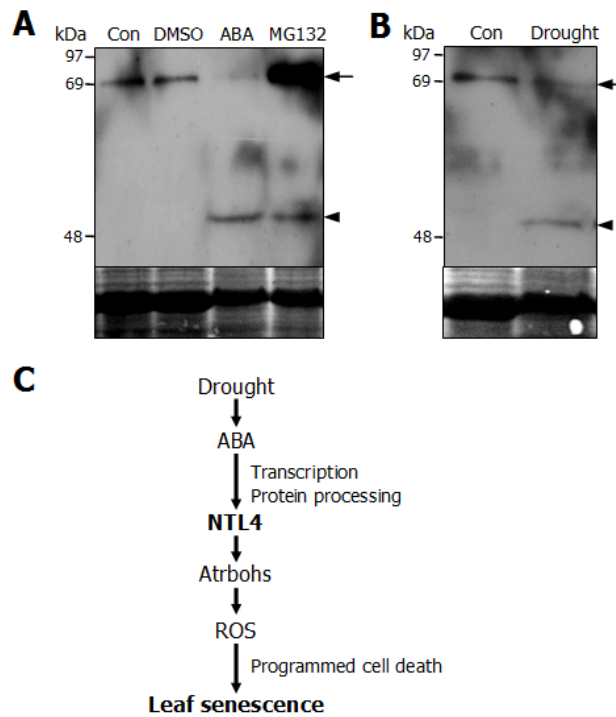 A
kDa Con DMSO ABA MG132
97
69
48
B
kDa Con Drought
97
69
48
C
Drought
ABA
Transcription
Protein processing
NTL4
Atrbohs
ROS
Programmed cell death
Leaf senescence